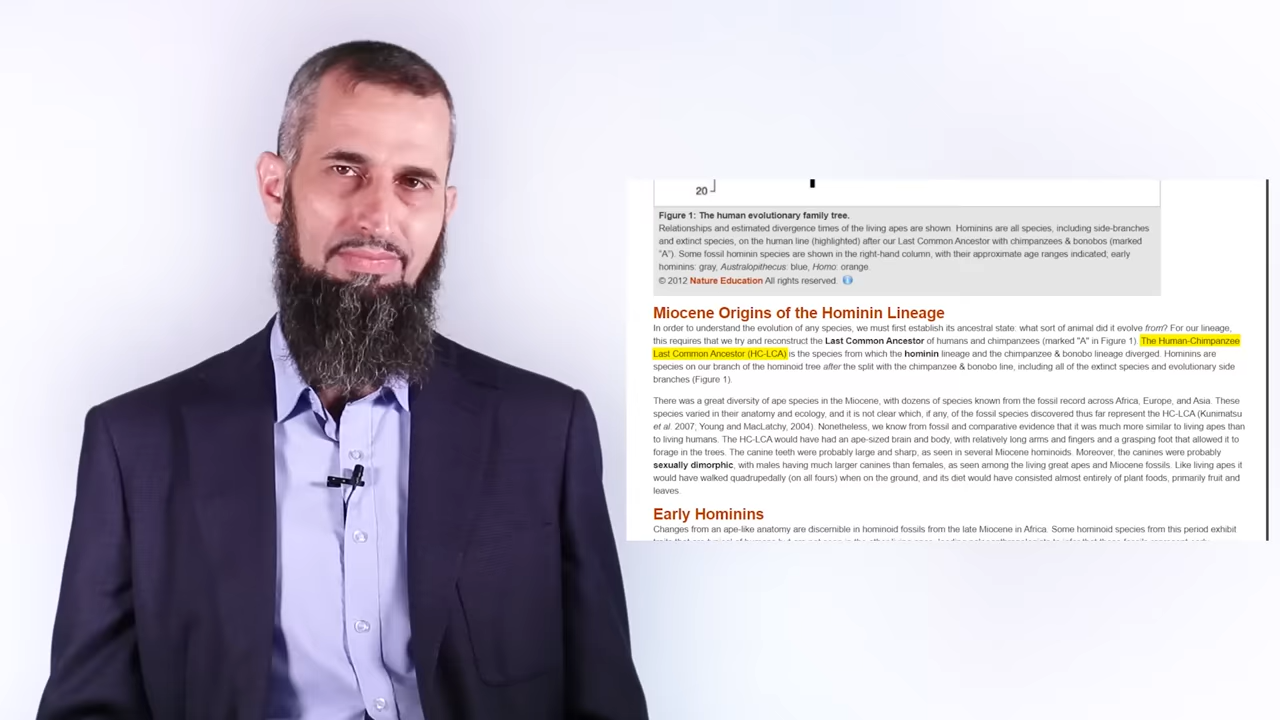 20
Figure 1: The human evolutionary family tree.
Relationships and estimated divergence times of the living apes are shown. Hominins are all species, including side-branches
and extinct species, on the human line (highlighted) after our Last Common Ancestor with chimpanzees & bonobos (marked
"A"). Some fossil hominin species are shown in the right-hand column, with their approximate age ranges indicated; early
hominins: gray, Australopithecus: blue, Homo: orange.
© 2012 Nature Education All rights reserved.
Miocene Origins of the Hominin Lineage
In order to understand the evolution of any species, we must first establish its ancestral state: what sort of animal did it evolve from? For our lineage,
this requires that we try and reconstruct the Last Common Ancestor of humans and chimpanzees (marked "A" in Figure 1). The Human-Chimpanzee
Last Common Ancestor (HC-LCA) is the species from which the hominin lineage and the chimpanzee & bonobo lineage diverged. Hominins are
species on our branch of the hominoid tree after the split with the chimpanzee & bonobo line, including all of the extinct species and evolutionary side
branches (Figure 1).
There was a great diversity of ape species in the Miocene, with dozens of species known from the fossil record across Africa, Europe, and Asia. These
species varied in their anatomy and ecology, and it is not clear which, if any, of the fossil species discovered thus far represent the HC-LCA (Kunimatsu
et al. 2007; Young and MacLatchy, 2004). Nonetheless, we know from fossil and comparative evidence that it was much more similar to living apes than
to living humans. The HC-LCA would have had an ape-sized brain and body, with relatively long arms and fingers and a grasping foot that allowed it to
forage in the trees. The canine teeth were probably large and sharp, as seen in several Miocene hominoids. Moreover, the canines were probably
sexually dimorphic, with males having much larger canines than females, as seen among the living great apes and Miocene fossils. Like living apes it
would have walked quadrupedally (on all fours) when on the ground, and its diet would have consisted almost entirely of plant foods, primarily fruit and
leaves.
Early Hominins
Changes from an ape-like anatomy are discernible in hominoid fossils from the late Miocene in Africa. Some hominoid species from this period exhibit